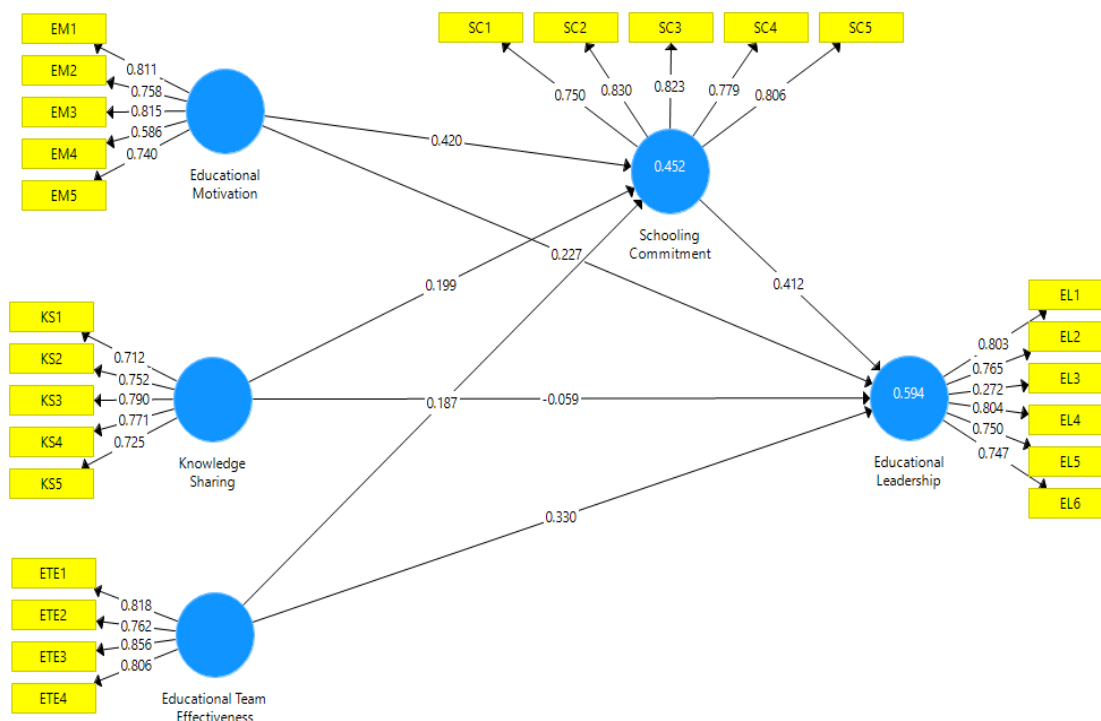 EM1
EM2
EM3
EM4
EM5
0.811
0.758
0.815
0.586
0.740
Educational
Motivation
SC1
SC2
SC3
SC4
SC5
0.750
0.830
0.823
0.779
0.806
0.452
Schooling
Commitment
0.420
0.227
0.199
0.412
KS1
KS2
KS3
KS4
KS5
0.712
0.752
0.790
0.771
0.725
Knowledge
Sharing
0.187
-0.059
0.330
0.594
Educational
Leadership
EL1
EL2
EL3
EL4
EL5
EL6
0.803
0.765
0.272
0.804
0.750
0.747
ETE1
ETE2
ETE3
ETE4
0.818
0.762
0.856
0.806
Educational Team
Effectiveness